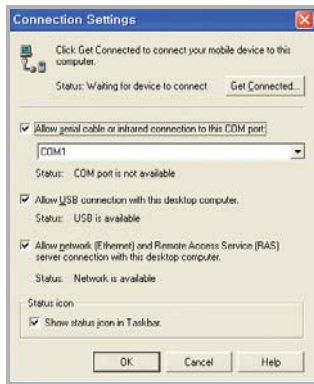 Connection Settings
Click Get Connected to connect your mobile device to this
computer.
Status: Waiting for device to connect
Get Connected...
Allow serial cable or infrared connection to this COM port:
COM1
Status: COM port is not available
Allow USB connection with this desktop computer.
Status: USB is available
Allow network (Ethernet) and Remote Access Service (RAS)
server connection with this desktop computer.
Status: Network is available
Status icon
Show status icon in Taskbar.
OK Cancel Help